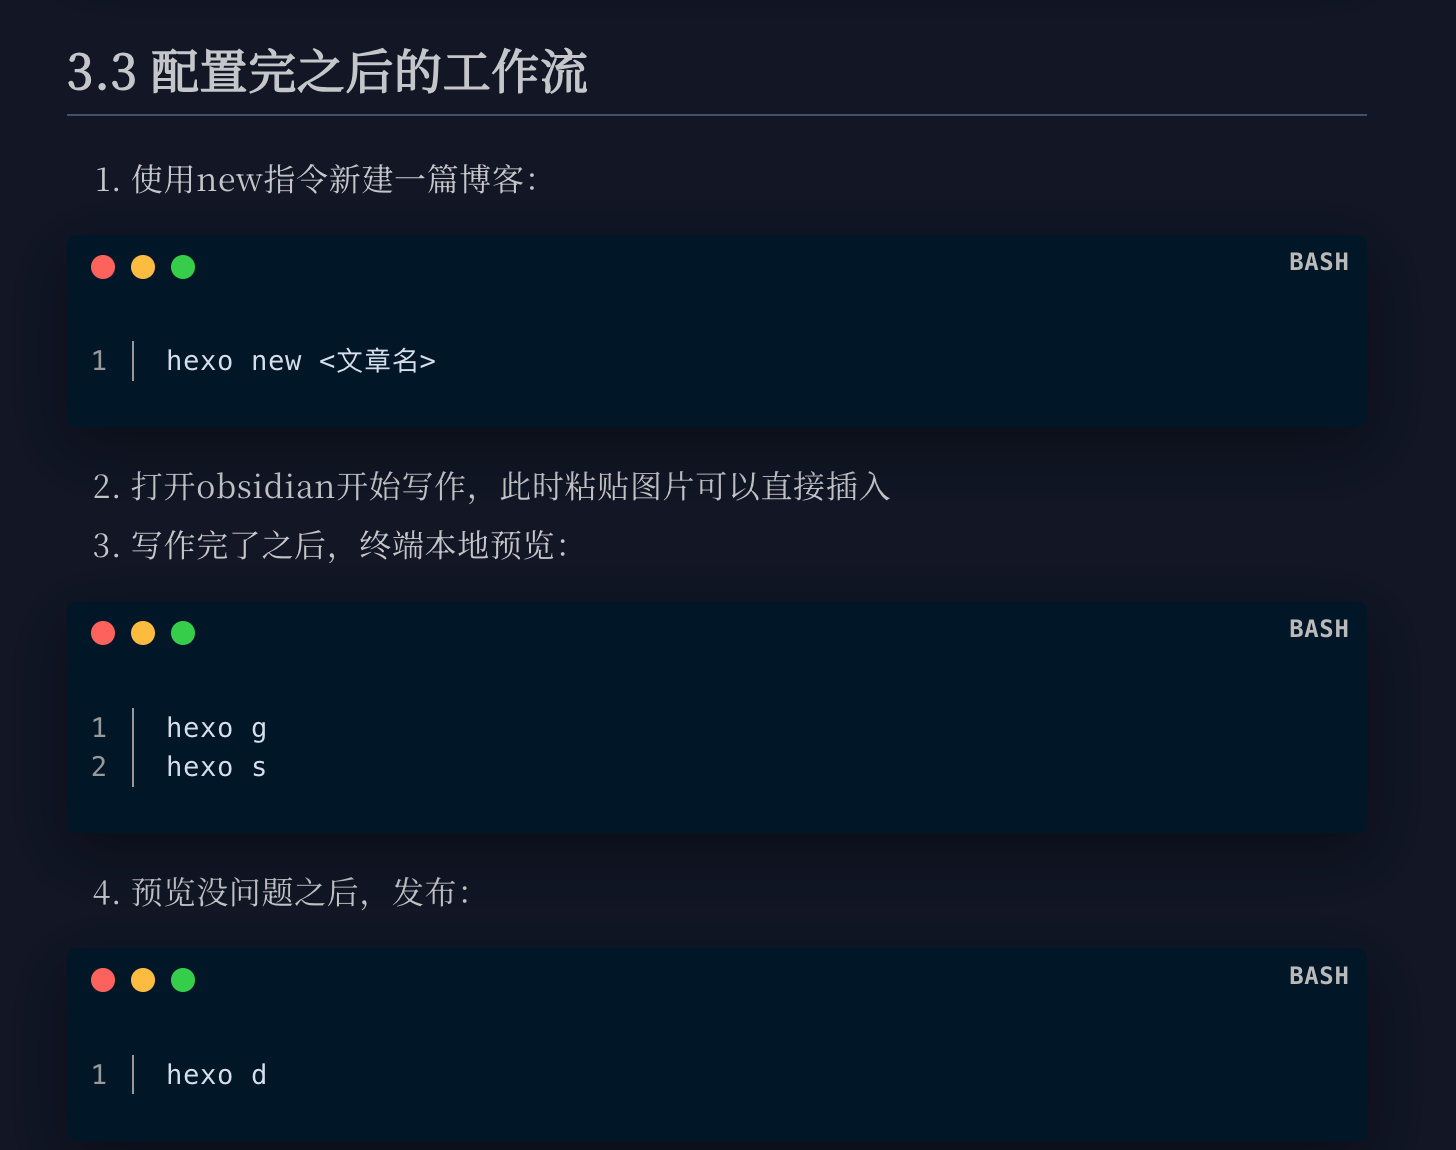 3.3 配置完之后的工作流
1. 使用new指令新建一篇博客：
BASH
1 hexo new <文章名>
2. 打开obsidian开始写作，此时粘贴图片可以直接插入
3. 写作完了之后，终端本地预览：
BASH
1 hexo g
2 hexo s
4. 预览没问题之后，发布：
BASH
1 hexo d